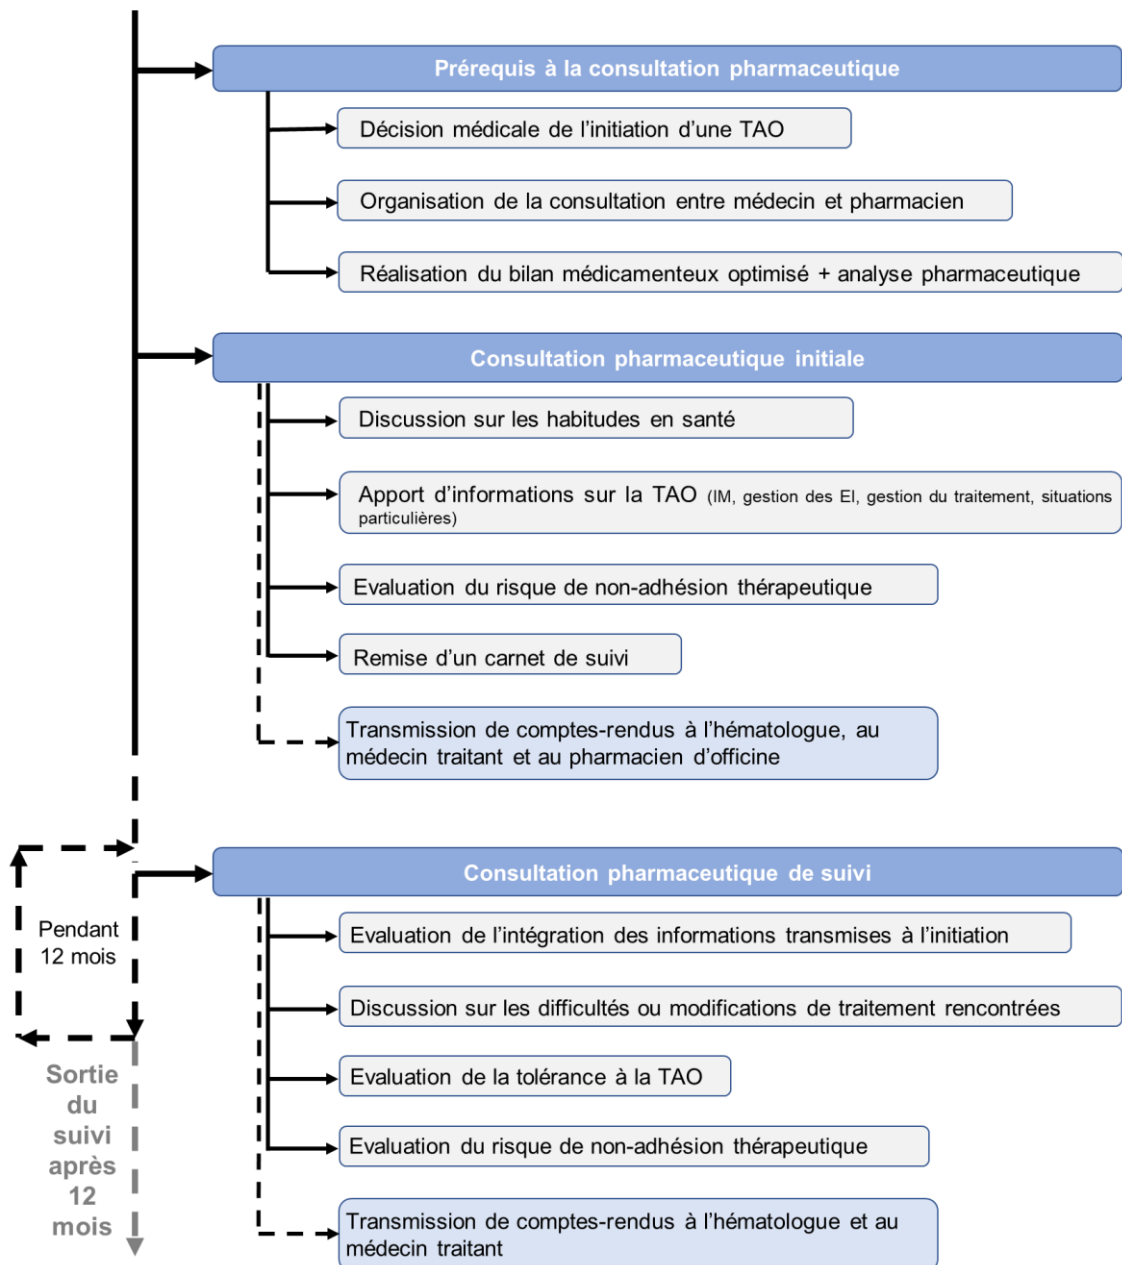 Prérequis à la consultation pharmaceutique
Décision médicale de l'initiation d'une TAO
Organisation de la consultation entre médecin et pharmacien
Réalisation du bilan médicamenteux optimisé + analyse pharmaceutique
Consultation pharmaceutique initiale
Discussion sur les habitudes en santé
Apport d'informations sur la TAO (IM, gestion des EI, gestion du traitement, situations
particulières)
Evaluation du risque de non-adhésion thérapeutique
Remise d'un carnet de suivi
Transmission de comptes-rendus à l'hématologue, au
médecin traitant et au pharmacien d'officine
Consultation pharmaceutique de suivi
Pendant
12 mois
Evaluation de l'intégration des informations transmises à l'initiation
Discussion sur les difficultés ou modifications de traitement rencontrées
Evaluation de la tolérance à la TAO
Evaluation du risque de non-adhésion thérapeutique
Transmission de comptes-rendus à l'hématologue et au
médecin traitant
Sortie
du
suivi
après
12
mois